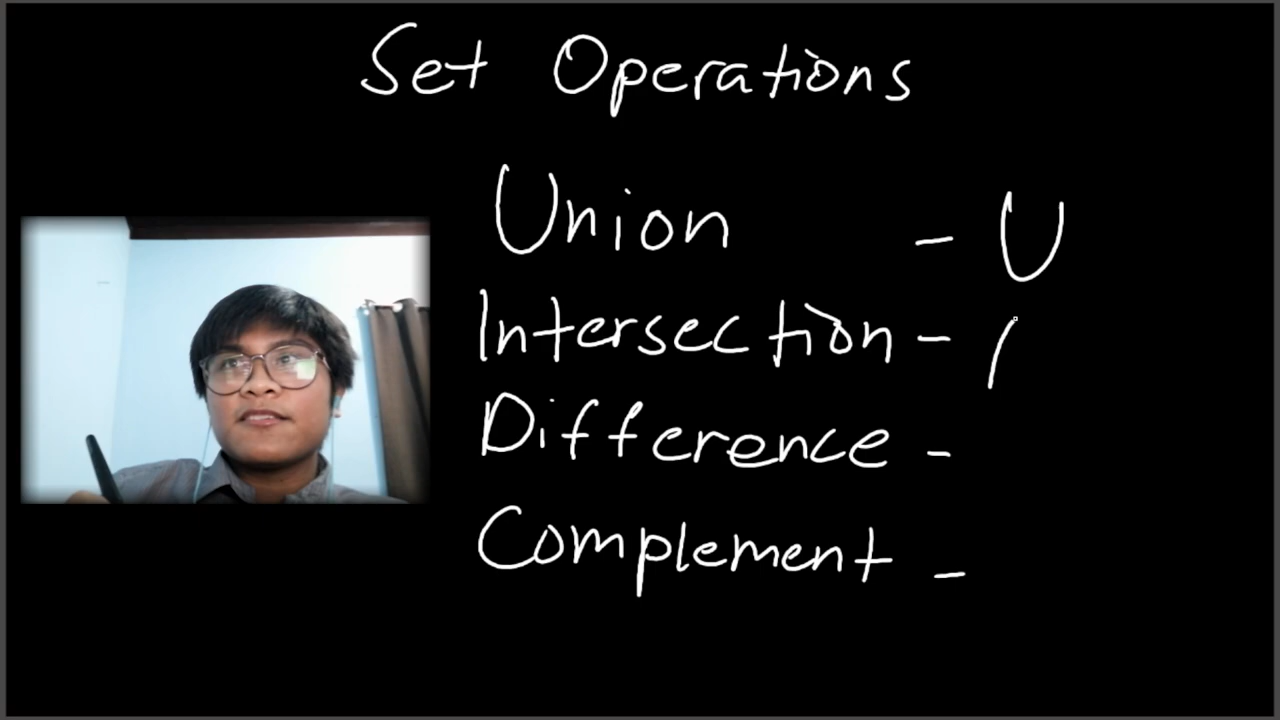 Set Operations
Union - U
Intersection -
Difference -
Complement -